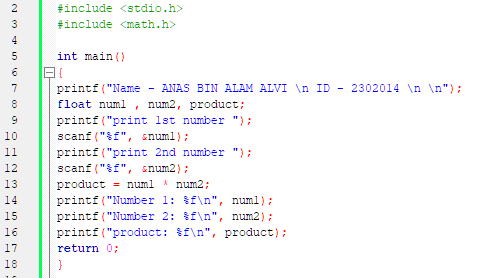 2 #include <stdio.h>
3 #include <math.h>
4
5 int main()
6 {
7 printf("Name - ANAS BIN ALAM ALVI \n ID - 2302014 \n \n");
8 float num1 , num2, product;
9 printf("print 1st number ");
10 scanf("%f", &num1);
11 printf("print 2nd number ");
12 scanf("%f", &num2);
13 product = num1 * num2;
14 printf("Number 1: %f\n", num1);
15 printf("Number 2: %f\n", num2);
16 printf("product: %f\n", product);
17 return 0;
18 }